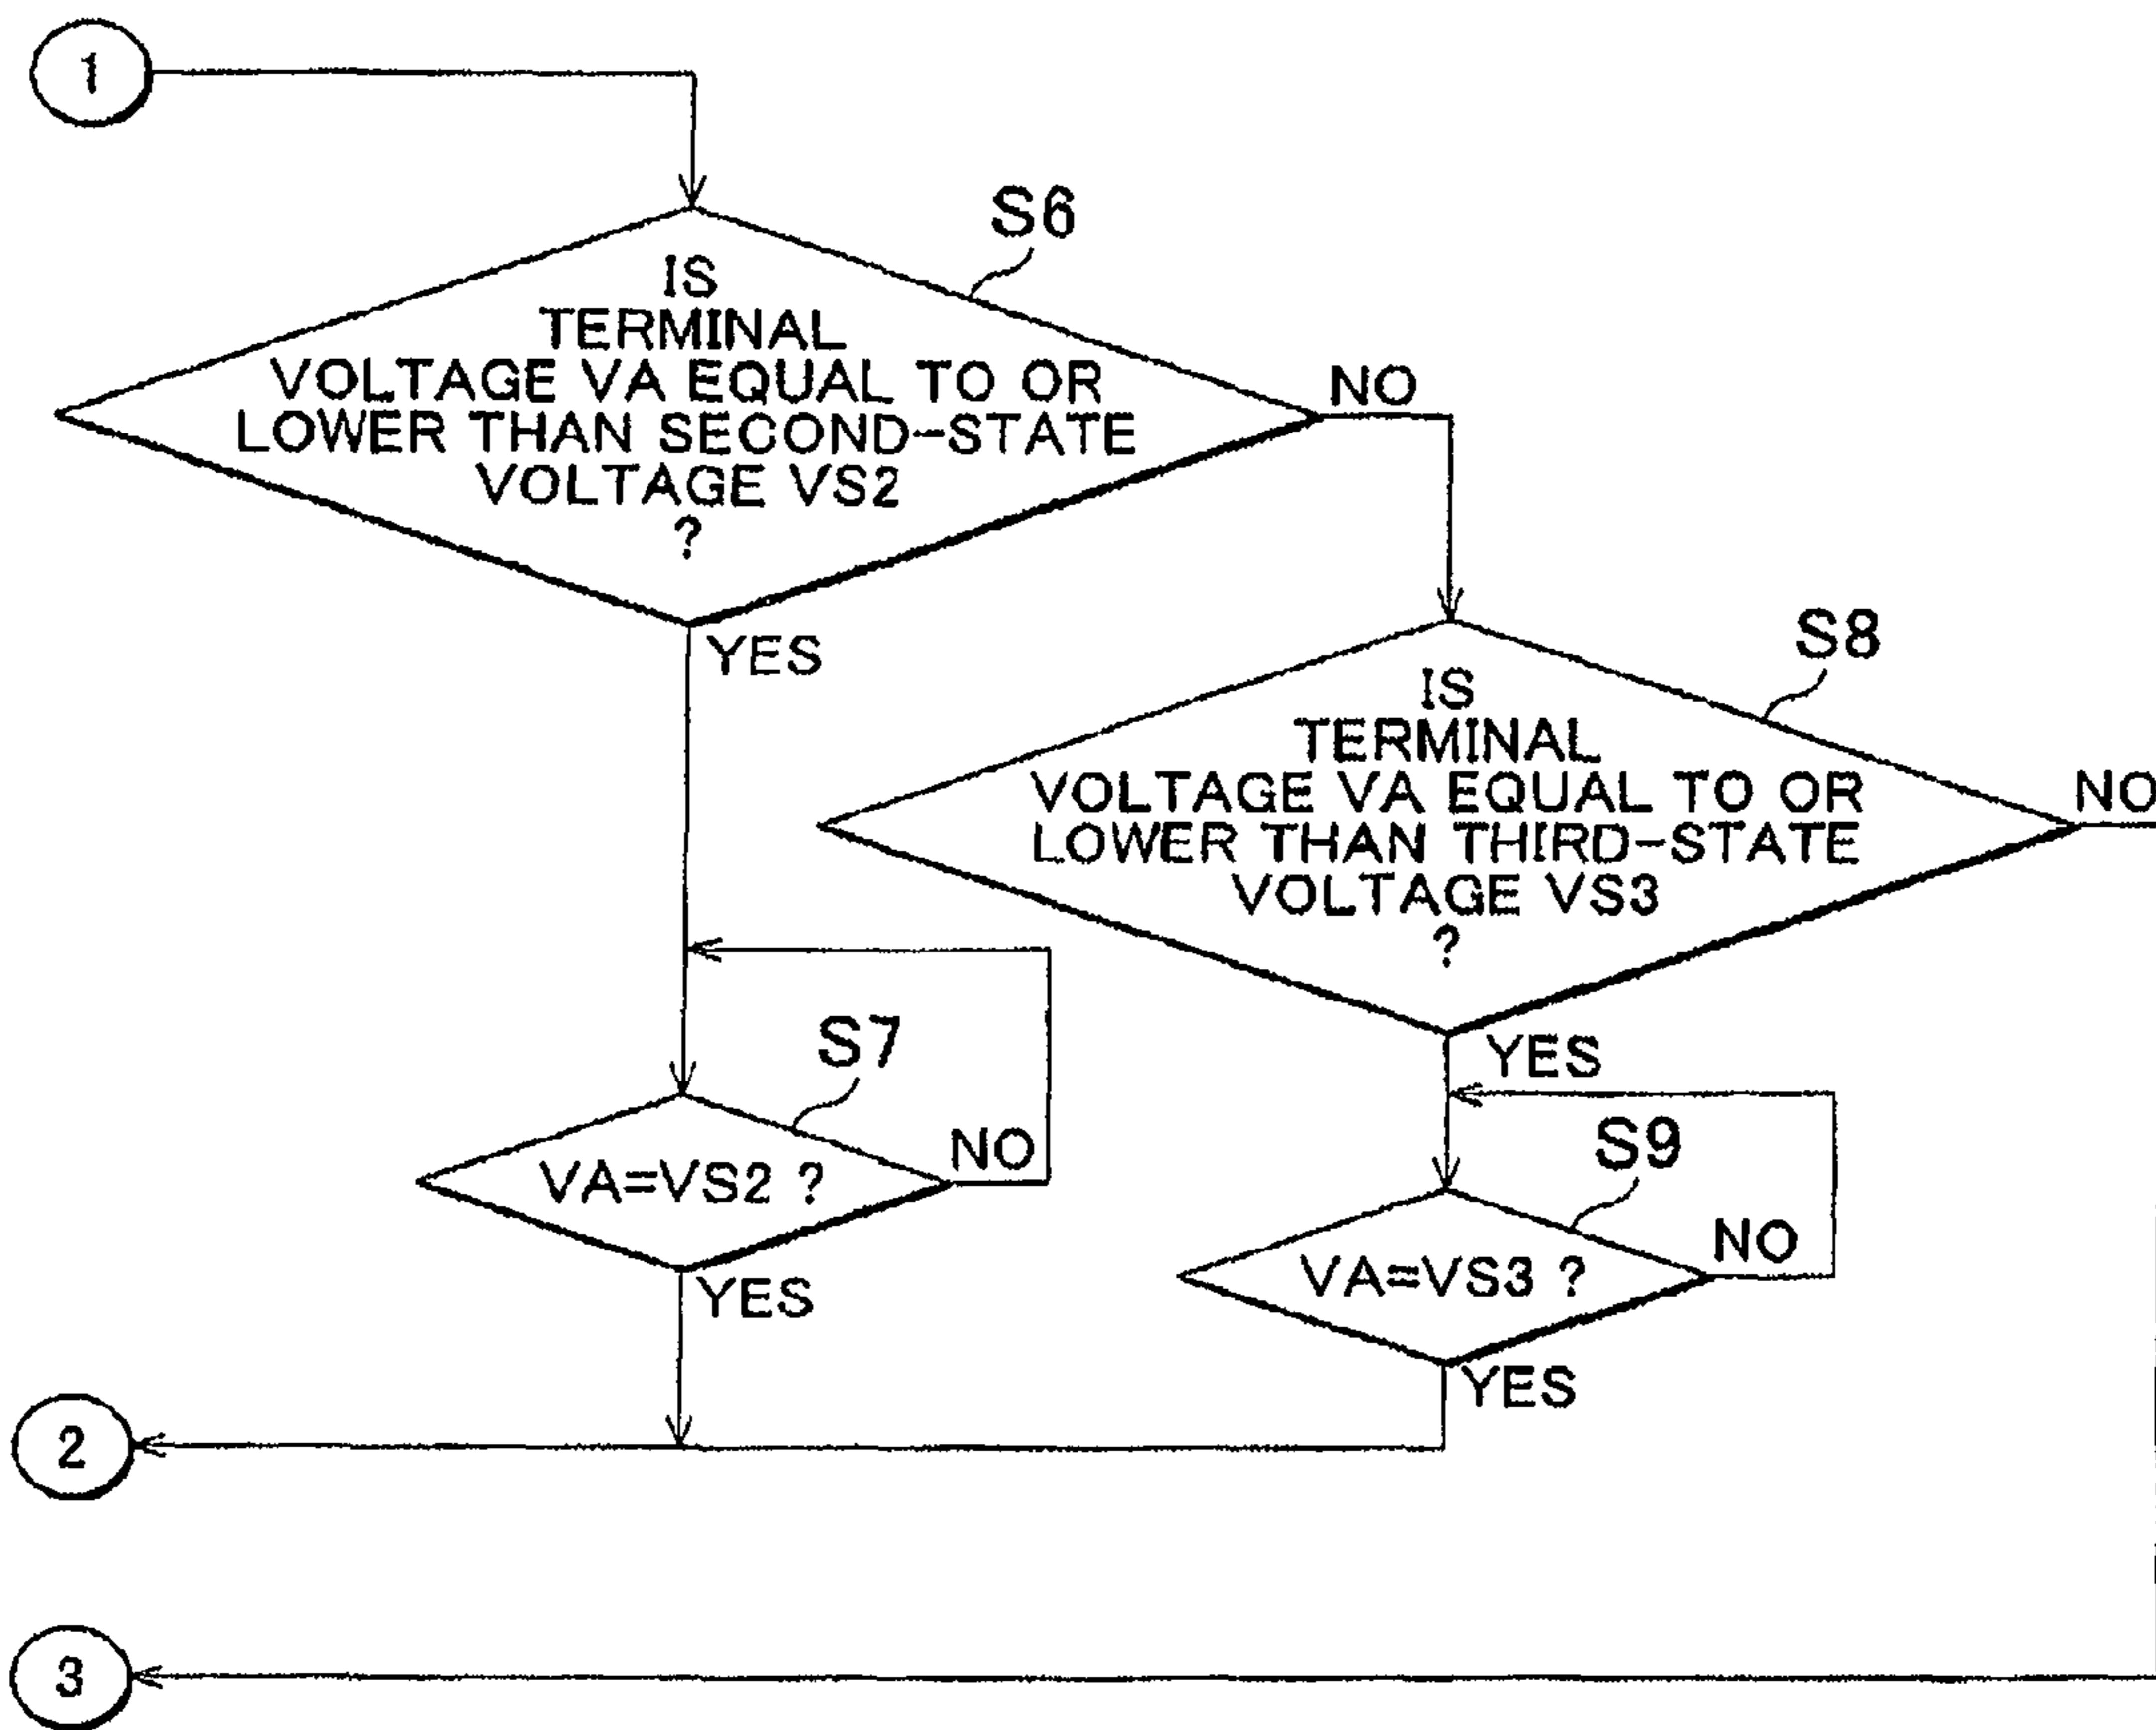 1
S6
IS
TERMINAL
VOLTAGE VA EQUAL TO OR
LOWER THAN SECOND-STATE
VOLTAGE VS2
?
NO
YES
S8
IS
TERMINAL
VOLTAGE VA EQUAL TO OR
LOWER THAN THIRD-STATE
VOLTAGE VS3
?
NO
YES
S7
VA=VS2 ?
NO
YES
S9
VA=VS3 ?
NO
YES
2
3